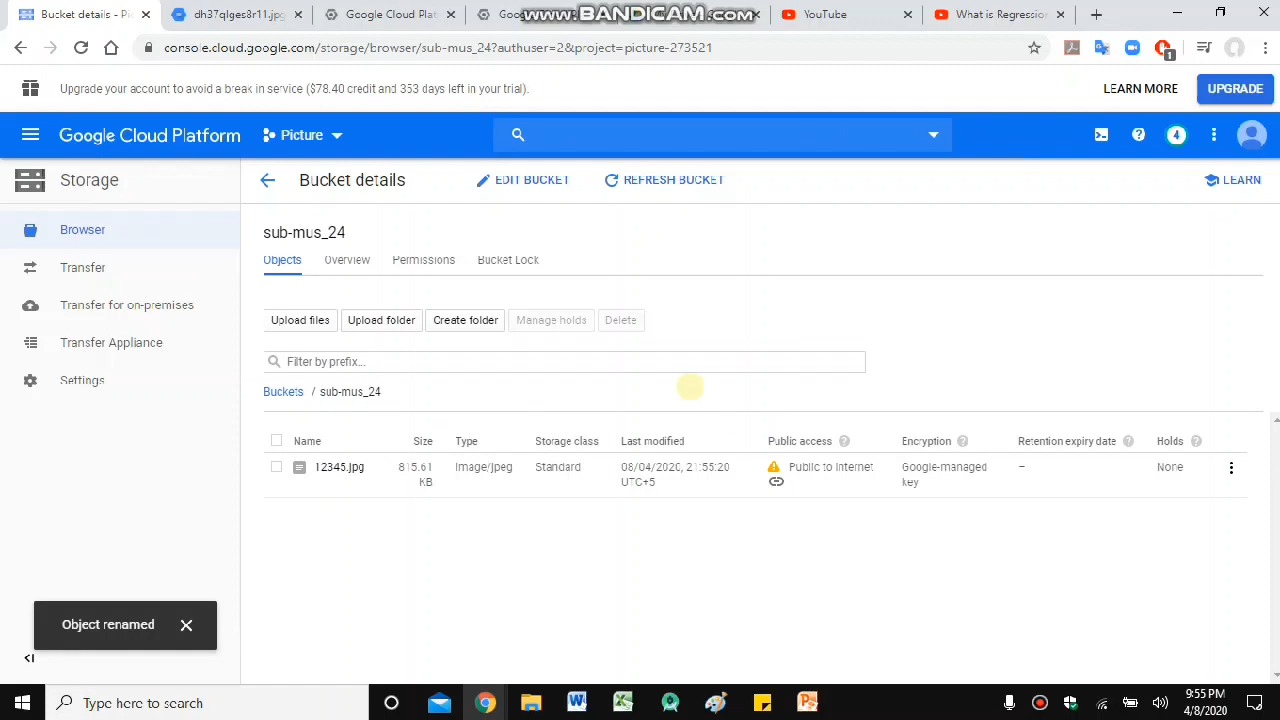 Bucket details - P
dh37qlges8r11.jpg
Google Cloud Plat
Goo
www.BANDICAM.com
YouTube
What is Regressio
console.cloud.google.com/storage/browser/sub-mus_24?authuser=2&project=picture-273521
1
Upgrade your account to avoid a break in service ($78.40 credit and 353 days left in your trial).
LEARN MORE
UPGRADE
Google Cloud Platform
Picture
4
Storage
Bucket details
EDIT BUCKET
REFRESH BUCKET
LEARN
Browser
Transfer
Transfer for on-premises
Transfer Appliance
Settings
sub-mus_24
Objects Overview Permissions Bucket Lock
Upload files Upload folder Create folder Manage holds Delete
Filter by prefix...
Buckets / sub-mus_24
Name Size Type Storage class Last modified Public access Encryption Retention expiry date Holds
12345.jpg 815.61 image/jpeg Standard 08/04/2020, 21:55:20 Public to internet Google-managed – None
KB UTC+5 key
Object renamed
Type here to search
9:55 PM
4/8/2020